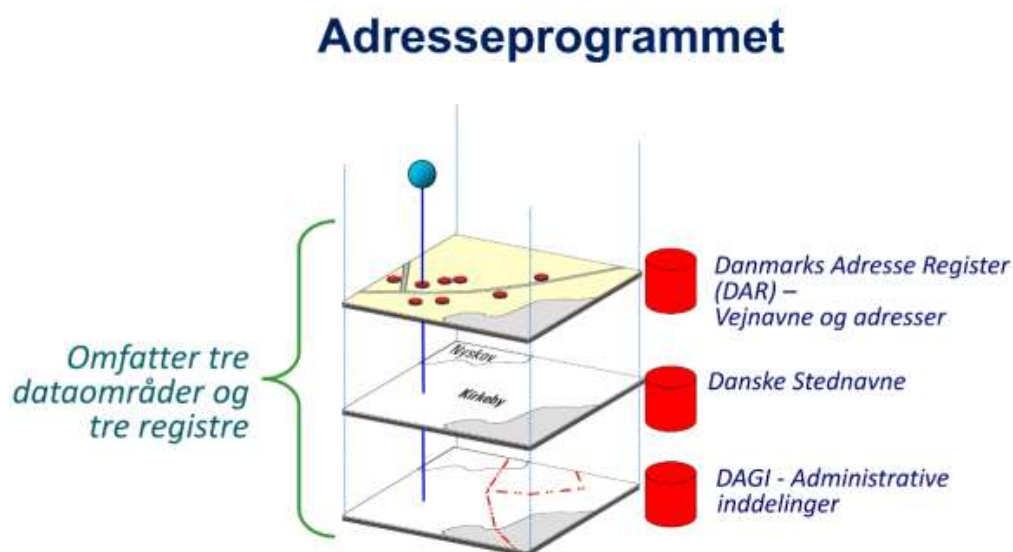 Adresseprogrammet
Danmarks Adresse Register
(DAR) –
Vejnavne og adresser
Nyskov
Omfatter tre
dataområder og
tre registre
Danske Stednavne
Kirkeby
DAGI - Administrative
inddelinger